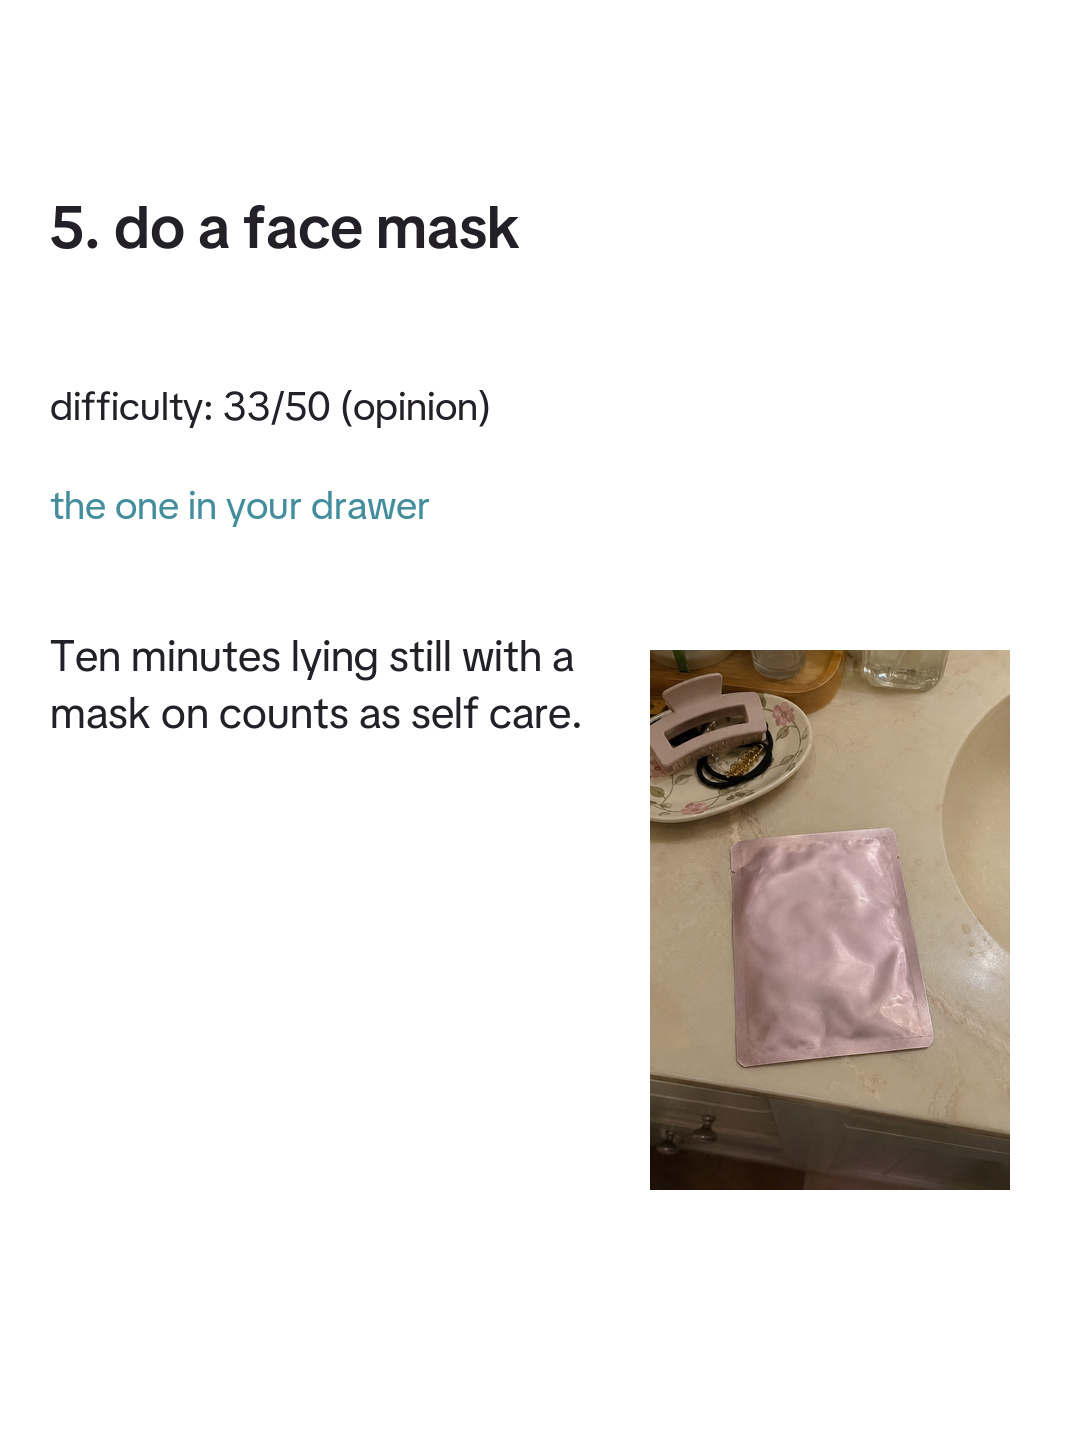 5. do a face mask
difficulty: 33/50 (opinion)
the one in your drawer
Ten minutes lying still with a
mask on counts as self care.